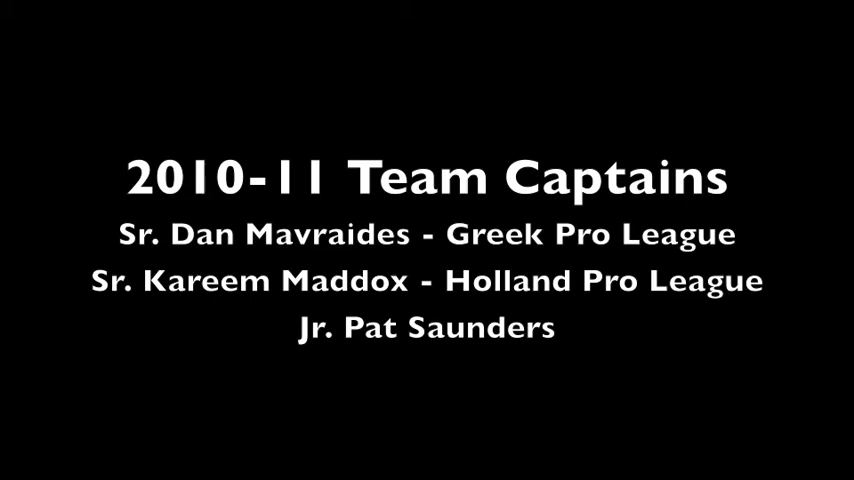 2010-11 Team Captains
Sr. Dan Mavraides - Greek Pro League
Sr. Kareem Maddox - Holland Pro League
Jr. Pat Saunders